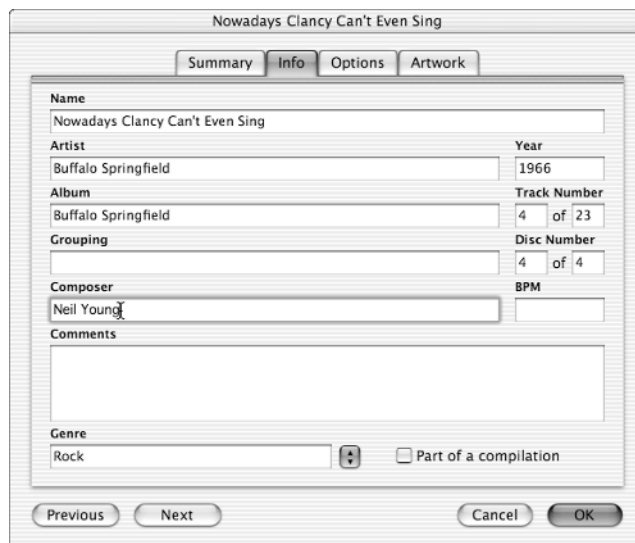 Nowadays Clancy Can't Even Sing
Summary Info Options Artwork
Name
Nowadays Clancy Can't Even Sing
Artist Year
Buffalo Springfield 1966
Album Track Number
Buffalo Springfield 4 of 23
Grouping Disc Number
4 of 4
Composer BPM
Neil Young
Comments
Genre
Rock Part of a compilation
Previous Next Cancel OK